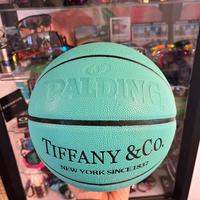 SPALDING
TIFFANY & CO.
NEW YORK SINCE 1837